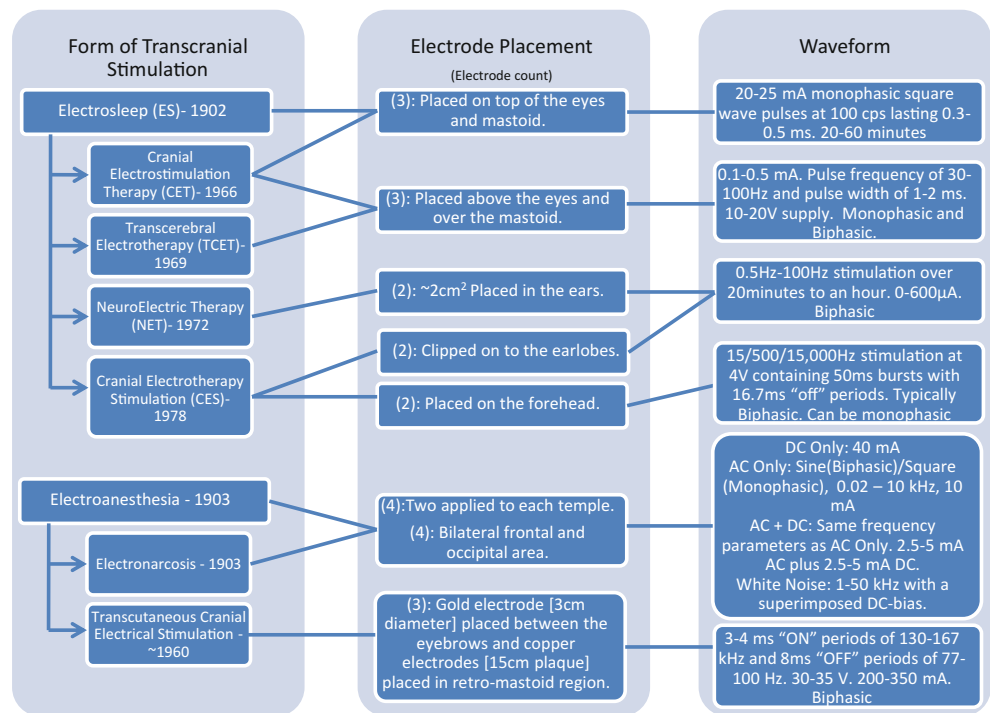 Form of Transcranial
Stimulation
Electrosleep (ES)- 1902
Cranial
Electrostimulation
Therapy (CET)- 1966
Transcerebral
Electrotherapy (TCET)-
1969
NeuroElectric Therapy
(NET)- 1972
Cranial Electrotherapy
Stimulation (CES)-
1978
Electroanesthesia - 1903
Electronarcosis - 1903
Transcutaneous Cranial
Electrical Stimulation -
~1960
Electrode Placement
(Electrode count)
(3): Placed on top of the eyes
and mastoid.
(3): Placed above the eyes and
over the mastoid.
(2): ~2cm² Placed in the ears.
(2): Clipped on to the earlobes.
(2): Placed on the forehead.
(4):Two applied to each temple.
(4): Bilateral frontal and
occipital area.
(3): Gold electrode [3cm
diameter] placed between the
eyebrows and copper
electrodes [15cm plaque]
placed in retro-mastoid region.
Waveform
20-25 mA monophasic square
wave pulses at 100 cps lasting 0.3-
0.5 ms. 20-60 minutes
0.1-0.5 mA. Pulse frequency of 30-
100Hz and pulse width of 1-2 ms.
10-20V supply. Monophasic and
Biphasic.
0.5Hz-100Hz stimulation over
20minutes to an hour. 0-600µA.
Biphasic
15/500/15,000Hz stimulation at
4V containing 50ms bursts with
16.7ms “off” periods. Typically
Biphasic. Can be monophasic
DC Only: 40 mA
AC Only: Sine(Biphasic)/Square
(Monophasic), 0.02 – 10 kHz, 10
mA
AC + DC: Same frequency
parameters as AC Only. 2.5-5 mA
AC plus 2.5-5 mA DC.
White Noise: 1-50 kHz with a
superimposed DC-bias.
3-4 ms “ON” periods of 130-167
kHz and 8ms “OFF” periods of 77-
100 Hz. 30-35 V. 200-350 mA.
Biphasic